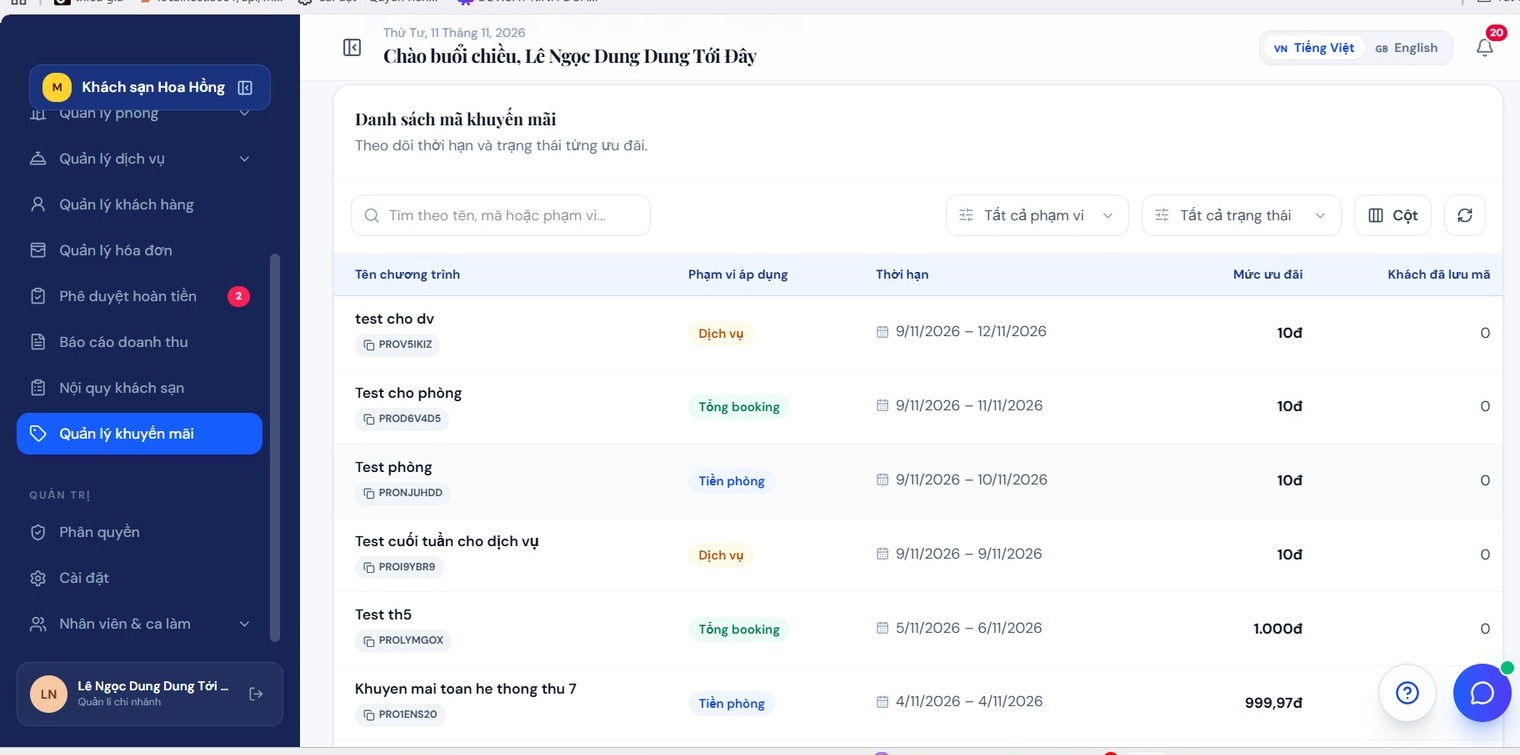 Thứ Tư, 11 Tháng 11, 2026
Chào buổi chiều, Lê Ngọc Dung Dung Tới Đây
VN Tiếng Việt GB English
20
M Khách sạn Hoa Hồng
Quản lý phòng
Quản lý dịch vụ
Quản lý khách hàng
Quản lý hóa đơn
Phê duyệt hoàn tiền 2
Báo cáo doanh thu
Nội quy khách sạn
Quản lý khuyến mãi
QUẢN TRỊ
Phân quyền
Cài đặt
Nhân viên & ca làm
LN Lê Ngọc Dung Dung Tới ...
Quản lí chi nhánh
Danh sách mã khuyến mãi
Theo dõi thời hạn và trạng thái từng ưu đãi.
Tìm theo tên, mã hoặc phạm vi... Tất cả phạm vi Tất cả trạng thái Cột
Tên chương trình Phạm vi áp dụng Thời hạn Mức ưu đãi Khách đã lưu mã
test cho dv
PROV5IKIZ Dịch vụ 9/11/2026 – 12/11/2026 10đ 0
Test cho phòng
PROD6V4D5 Tổng booking 9/11/2026 – 11/11/2026 10đ 0
Test phòng
PRONJUHDD Tiền phòng 9/11/2026 – 10/11/2026 10đ 0
Test cuối tuần cho dịch vụ
PROI9YBR9 Dịch vụ 9/11/2026 – 9/11/2026 10đ 0
Test th5
PROLYMGOX Tổng booking 5/11/2026 – 6/11/2026 1.000đ 0
Khuyen mai toan he thong thu 7
PRO1ENS20 Tiền phòng 4/11/2026 – 4/11/2026 999,97đ